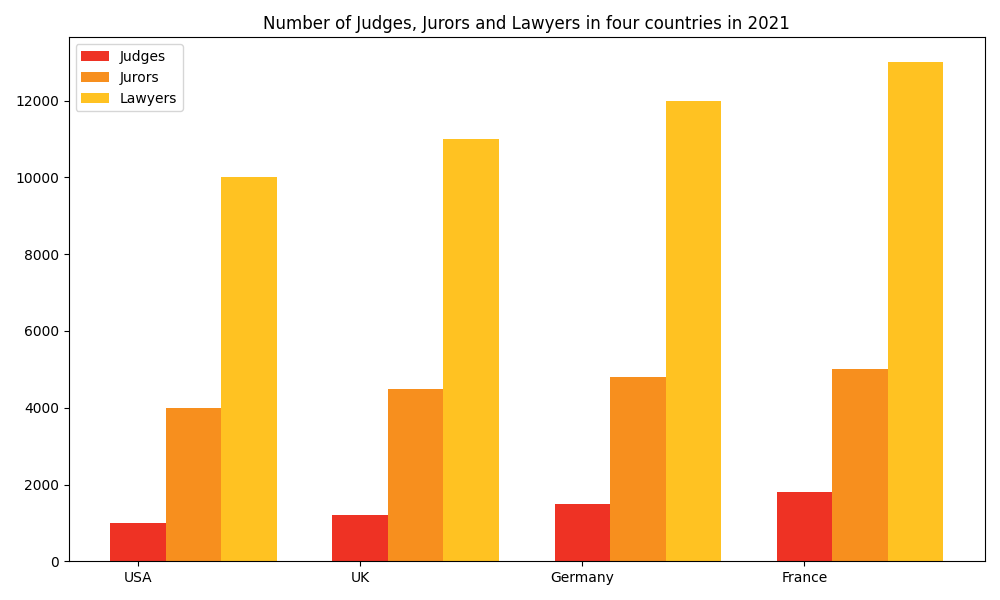 Number of Judges, Jurors and Lawyers in four countries in 2021
Judges
Jurors
Lawyers
12000
10000
8000
6000
4000
2000
0
USA
UK
Germany
France